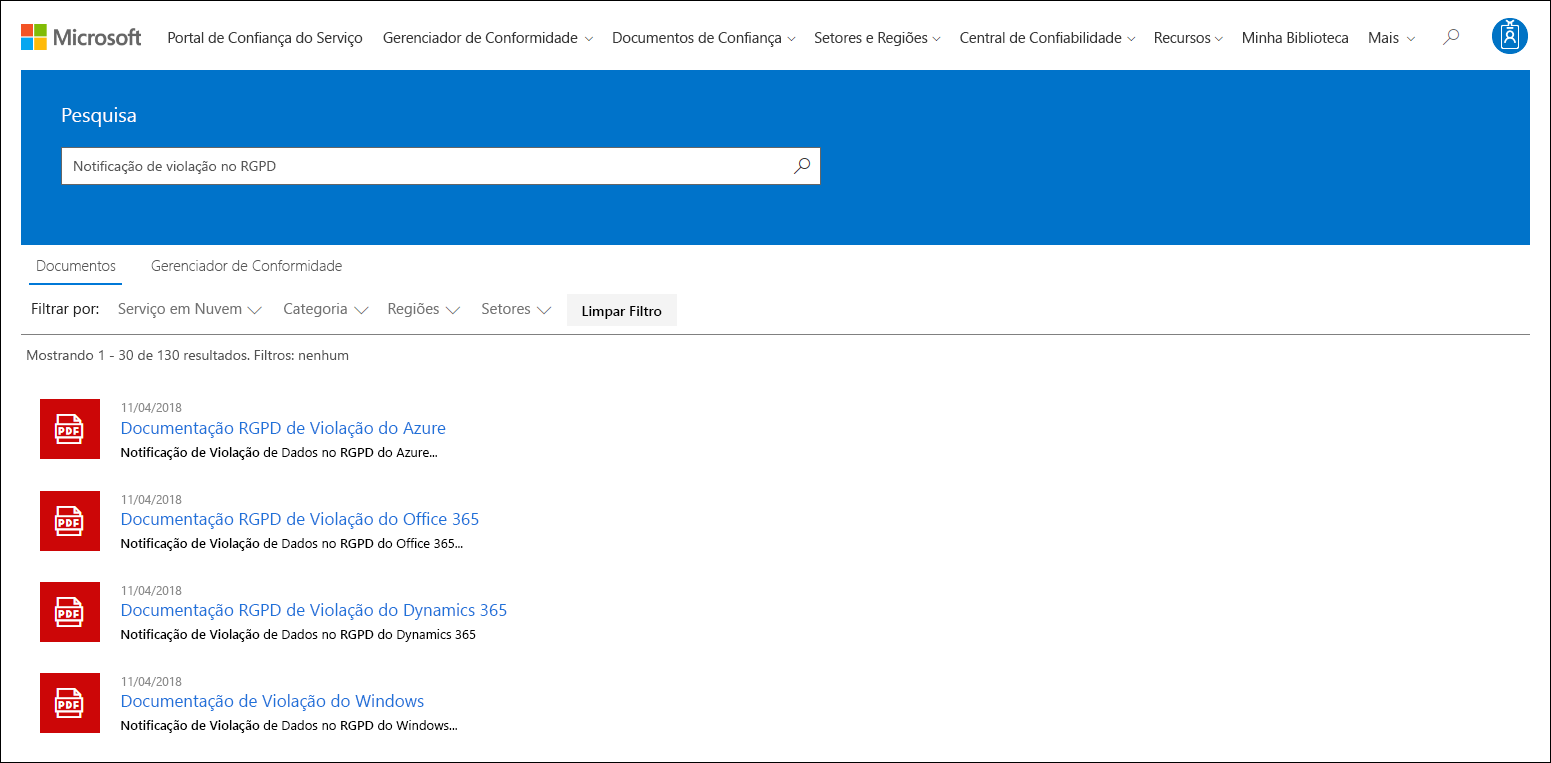 Microsoft Portal de Confiança do Serviço Gerenciador de Conformidade Documentos de Confiança Setores e Regiões Central de Confiabilidade Recursos Minha Biblioteca Mais
Pesquisa
Notificação de violação no RGPD
Documentos Gerenciador de Conformidade
Filtrar por: Serviço em Nuvem Categoria Regiões Setores Limpar Filtro
Mostrando 1 - 30 de 130 resultados. Filtros: nenhum
11/04/2018
PDF Documentação RGPD de Violação do Azure
Notificação de Violação de Dados no RGPD do Azure...
11/04/2018
PDF Documentação RGPD de Violação do Office 365
Notificação de Violação de Dados no RGPD do Office 365...
11/04/2018
PDF Documentação RGPD de Violação do Dynamics 365
Notificação de Violação de Dados no RGPD do Dynamics 365
11/04/2018
PDF Documentação de Violação do Windows
Notificação de Violação de Dados no RGPD do Windows...